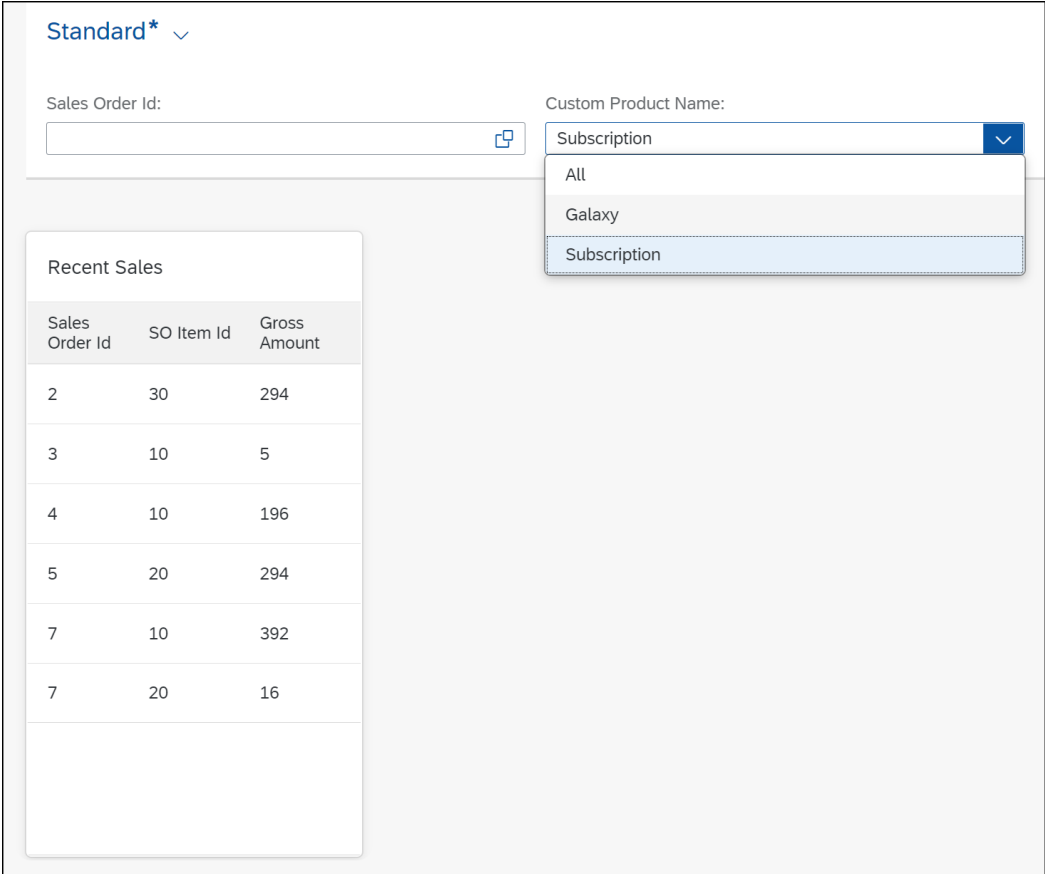 Standard*
Sales Order Id:
Custom Product Name:
Subscription
All
Galaxy
Subscription
Recent Sales
Sales Order Id SO Item Id Gross Amount
2 30 294
3 10 5
4 10 196
5 20 294
7 10 392
7 20 16